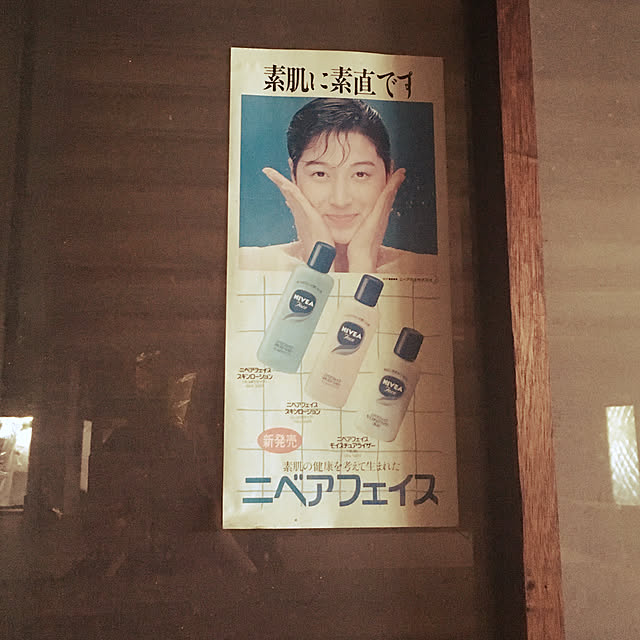 素肌に素直です
NIVEA
NIVEA
NIVEA
ニベアフェイス
スキンローション
ニベアフェイス
スキンローション
ニベアフェイス
モイスチュアライザー
新発売
素肌の健康を考えて生まれた
ニベアフェイス